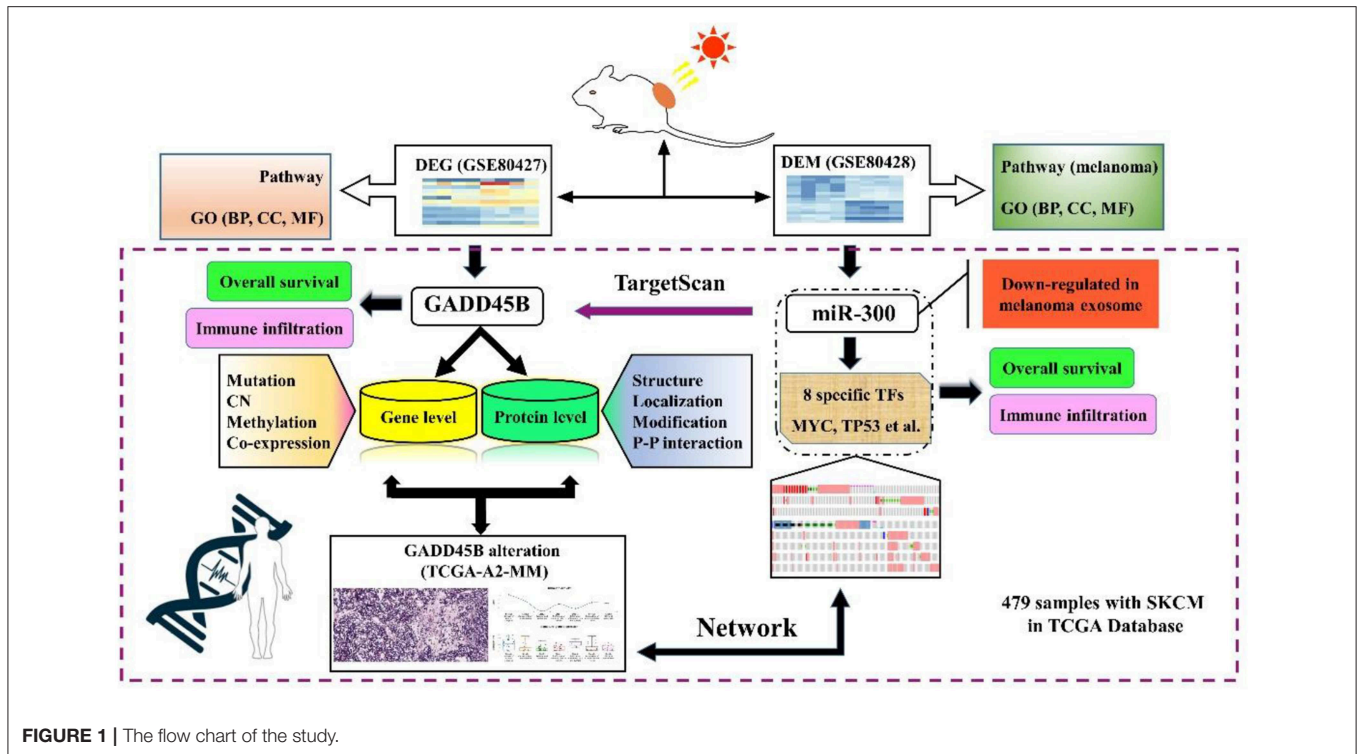 DEG (GSE80427)
DEM (GSE80428)
Pathway
GO (BP, CC, MF)
Pathway (melanoma)
GO (BP, CC, MF)
Overall survival
Immune infiltration
GADD45B
TargetScan
miR-300
Down-regulated in
melanoma exosome
Mutation
CN
Methylation
Co-expression
Gene level
Protein level
Structure
Localization
Modification
P-P interaction
8 specific TFs
MYC, TP53 et al.
Overall survival
Immune infiltration
GADD45B alteration
(TCGA-A2-MM)
Network
479 samples with SKCM
in TCGA Database
FIGURE 1 | The flow chart of the study.